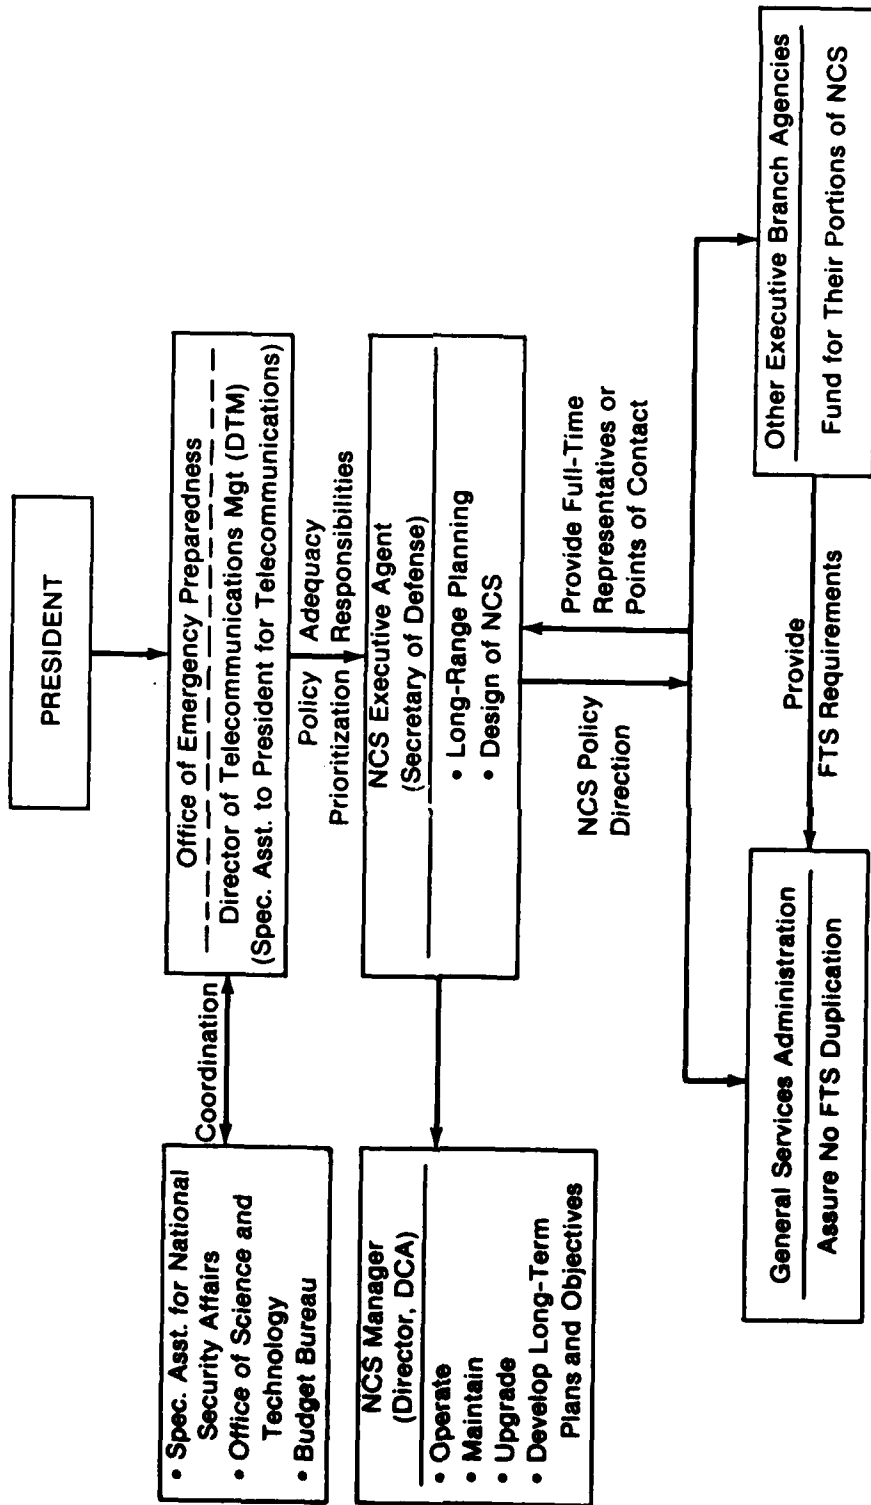 PRESIDENT
• Spec. Asst. for National
Security Affairs
• Office of Science and
Technology
• Budget Bureau
Coordination
Office of Emergency Preparedness
Director of Telecommunications Mgt (DTM)
(Spec. Asst. to President for Telecommunications)
Policy Adequacy
Prioritization Responsibilities
NCS Manager
(Director, DCA)
• Operate
• Maintain
• Upgrade
• Develop Long-Term
Plans and Objectives
NCS Executive Agent
(Secretary of Defense)
• Long-Range Planning
• Design of NCS
NCS Policy
Direction
Provide Full-Time
Representatives or
Points of Contact
General Services Administration
Assure No FTS Duplication
Provide
FTS Requirements
Other Executive Branch Agencies
Fund for Their Portions of NCS